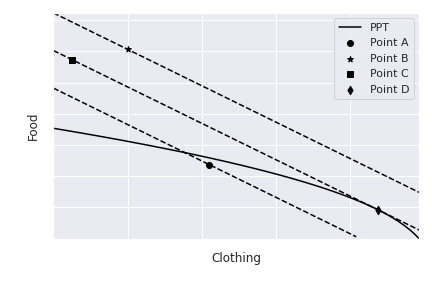 PPT
Point A
Point B
Point C
Point D
Food
Clothing